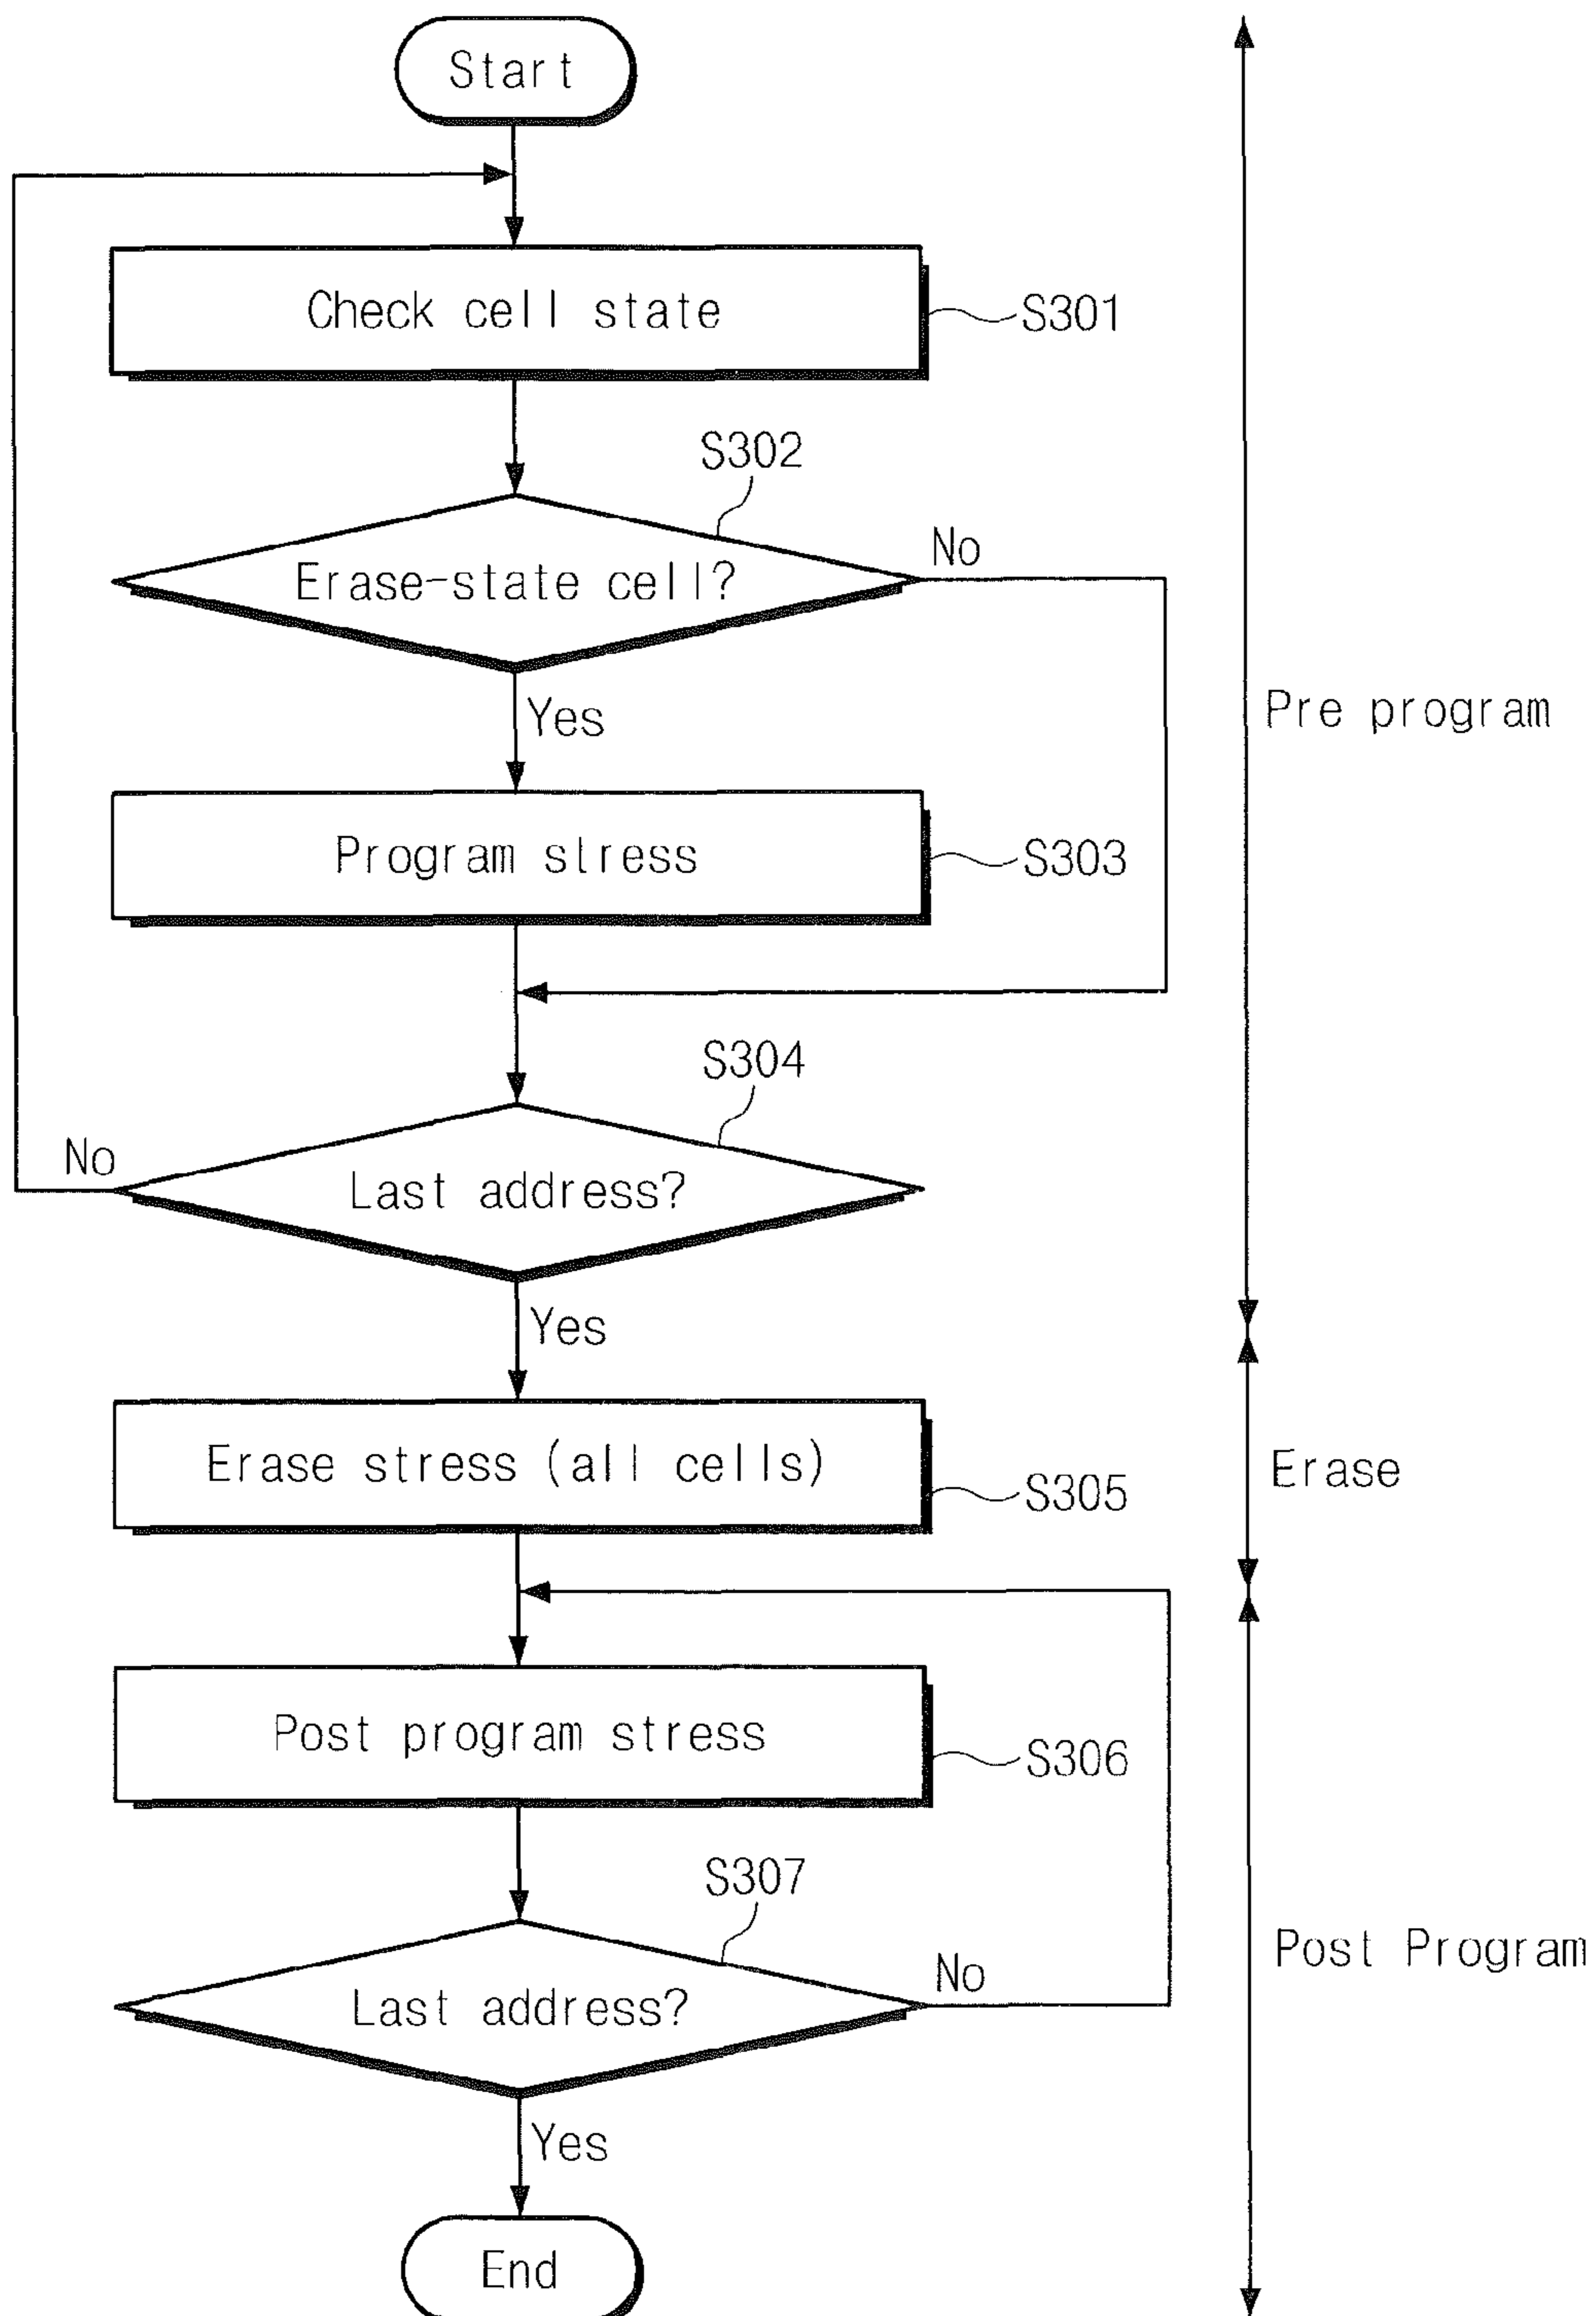 Start
Check cell state
S301
S302
Erase-state cell?
No
Yes
Pre program
Program stress
S303
S304
No
Last address?
Yes
Erase stress (all cells)
S305
Erase
Post program stress
S306
S307
Last address?
No
Post Program
Yes
End